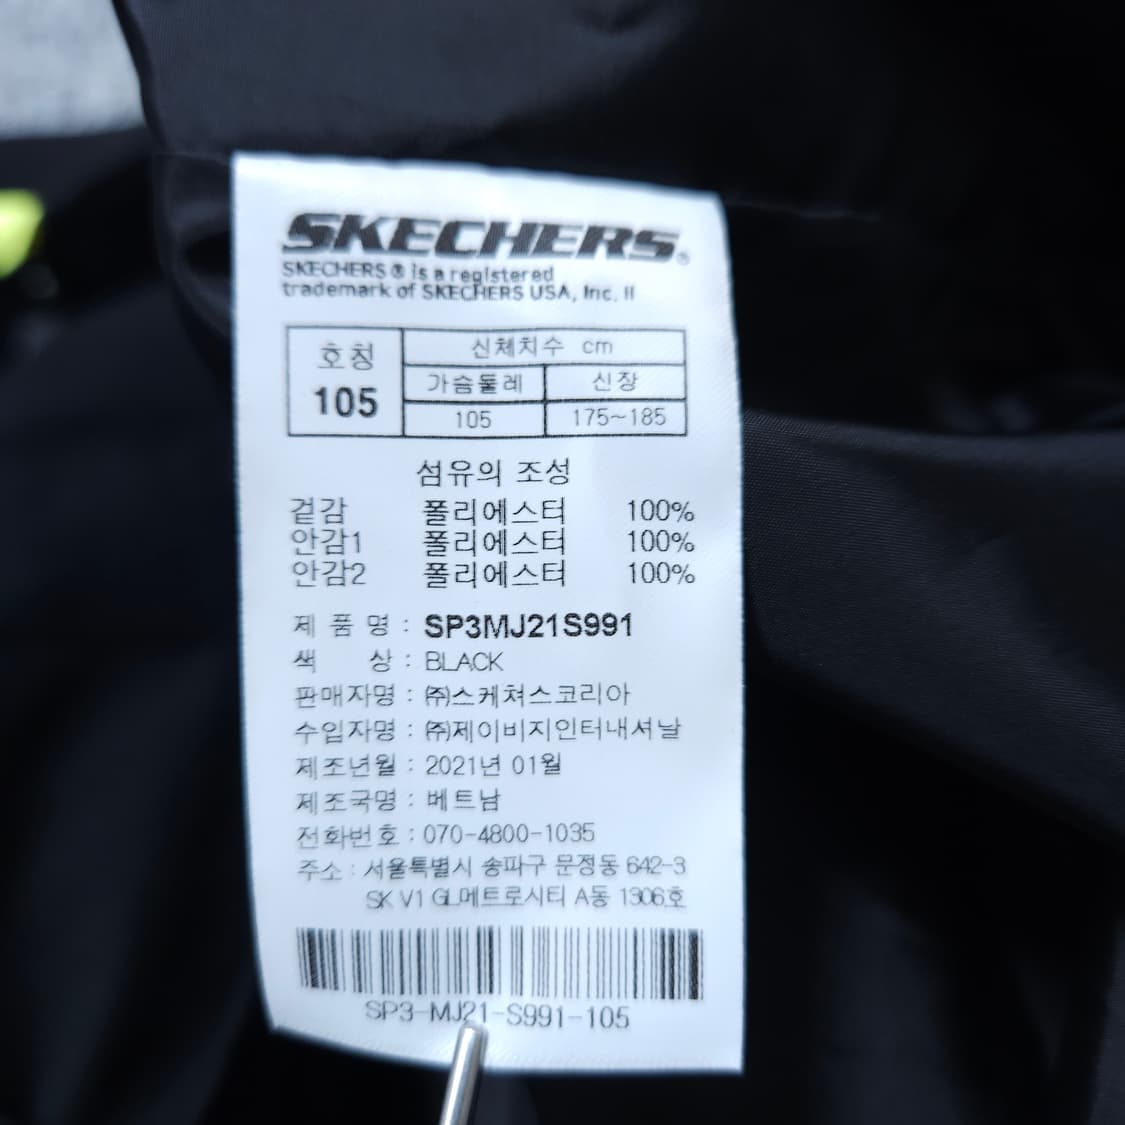 SKECHERS®
SKECHERS ® is a registered
trademark of SKECHERS USA, Inc. II
호칭 신체치수 cm
105 가슴둘레 신장
105 175~185
섬유의 조성
겉감 폴리에스터 100%
안감1 폴리에스터 100%
안감2 폴리에스터 100%
제 품 명 : SP3MJ21S991
색 상 : BLACK
판매자명 : ㈜스케쳐스코리아
수입자명 : ㈜제이비지인터내셔날
제조년월 : 2021년 01월
제조국명 : 베트남
전화번호 : 070-4800-1035
주소 : 서울특별시 송파구 문정동 642-3
SK V1 GL메트로시티 A동 1306호
SP3-MJ21-S991-105